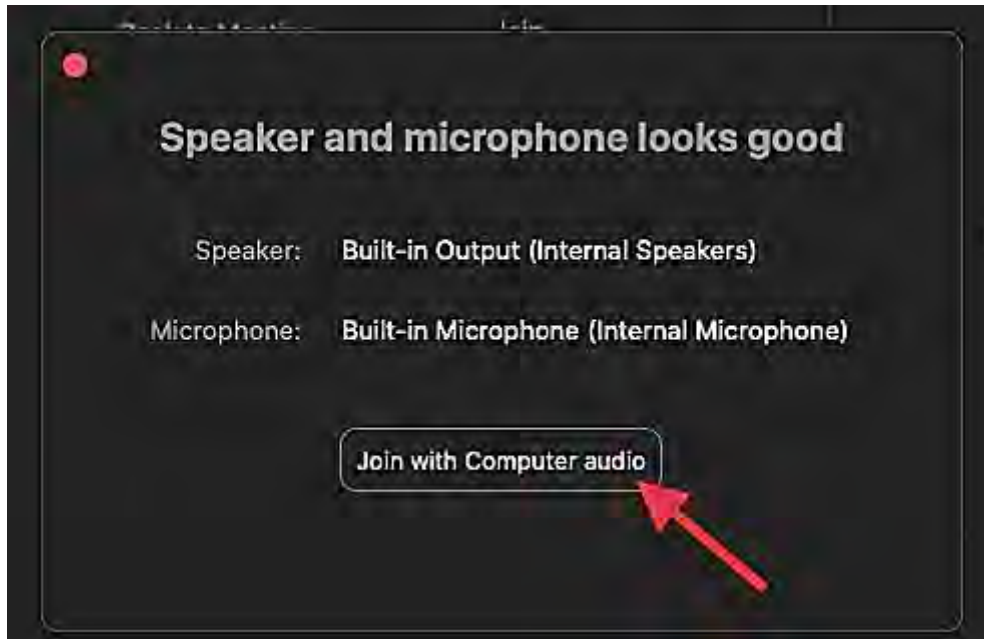 Speaker and microphone looks good
Speaker: Built-in Output (Internal Speakers)
Microphone: Built-in Microphone (Internal Microphone)
Join with Computer audio